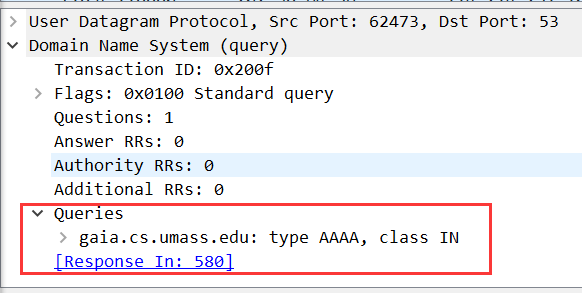 User Datagram Protocol, Src Port: 62473, Dst Port: 53
Domain Name System (query)
Transaction ID: 0x200f
Flags: 0x0100 Standard query
Questions: 1
Answer RRs: 0
Authority RRs: 0
Additional RRs: 0
Queries
gaia.cs.umass.edu: type AAAA, class IN
[Response In: 580]